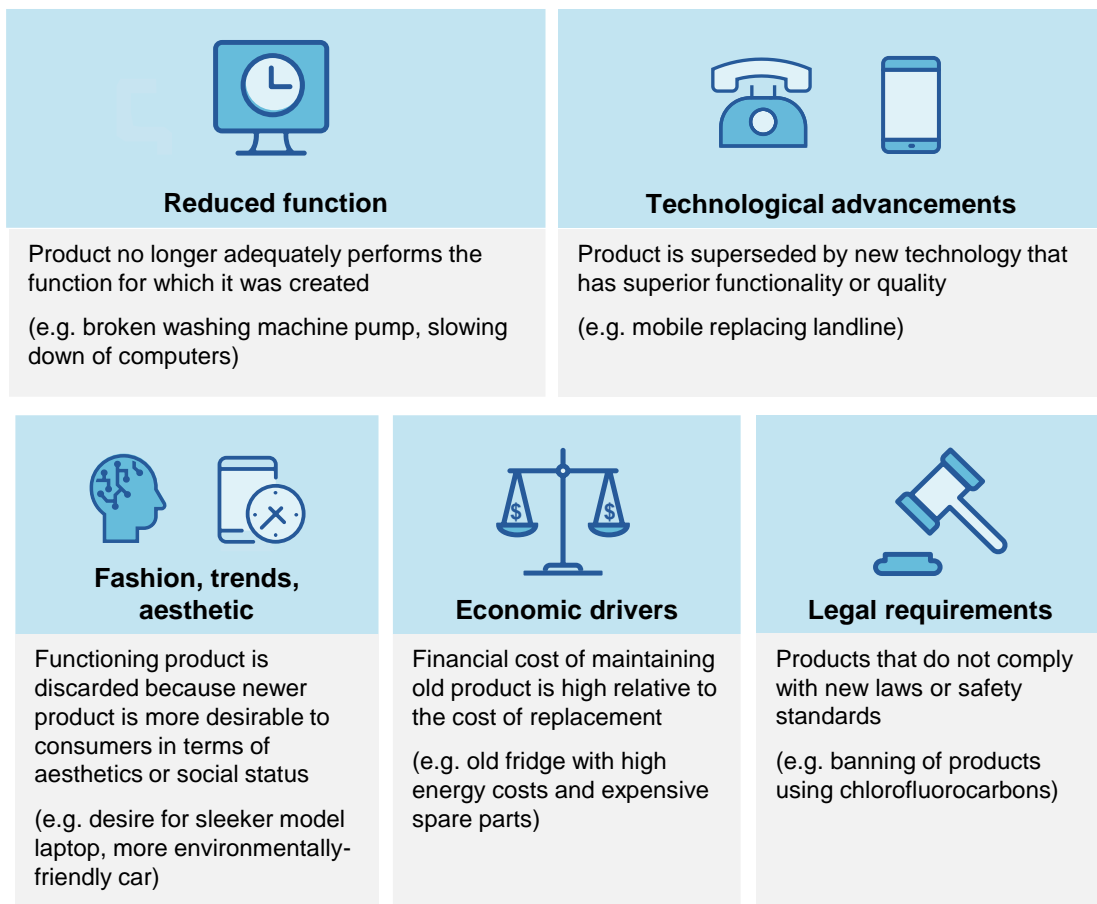 Reduced function
Product no longer adequately performs the
function for which it was created
(e.g. broken washing machine pump, slowing
down of computers)
Technological advancements
Product is superseded by new technology that
has superior functionality or quality
(e.g. mobile replacing landline)
Fashion, trends,
aesthetic
Functioning product is
discarded because newer
product is more desirable to
consumers in terms of
aesthetics or social status
(e.g. desire for sleeker model
laptop, more environmentally-
friendly car)
$ $
Economic drivers
Financial cost of maintaining
old product is high relative to
the cost of replacement
(e.g. old fridge with high
energy costs and expensive
spare parts)
Legal requirements
Products that do not comply
with new laws or safety
standards
(e.g. banning of products
using chlorofluorocarbons)